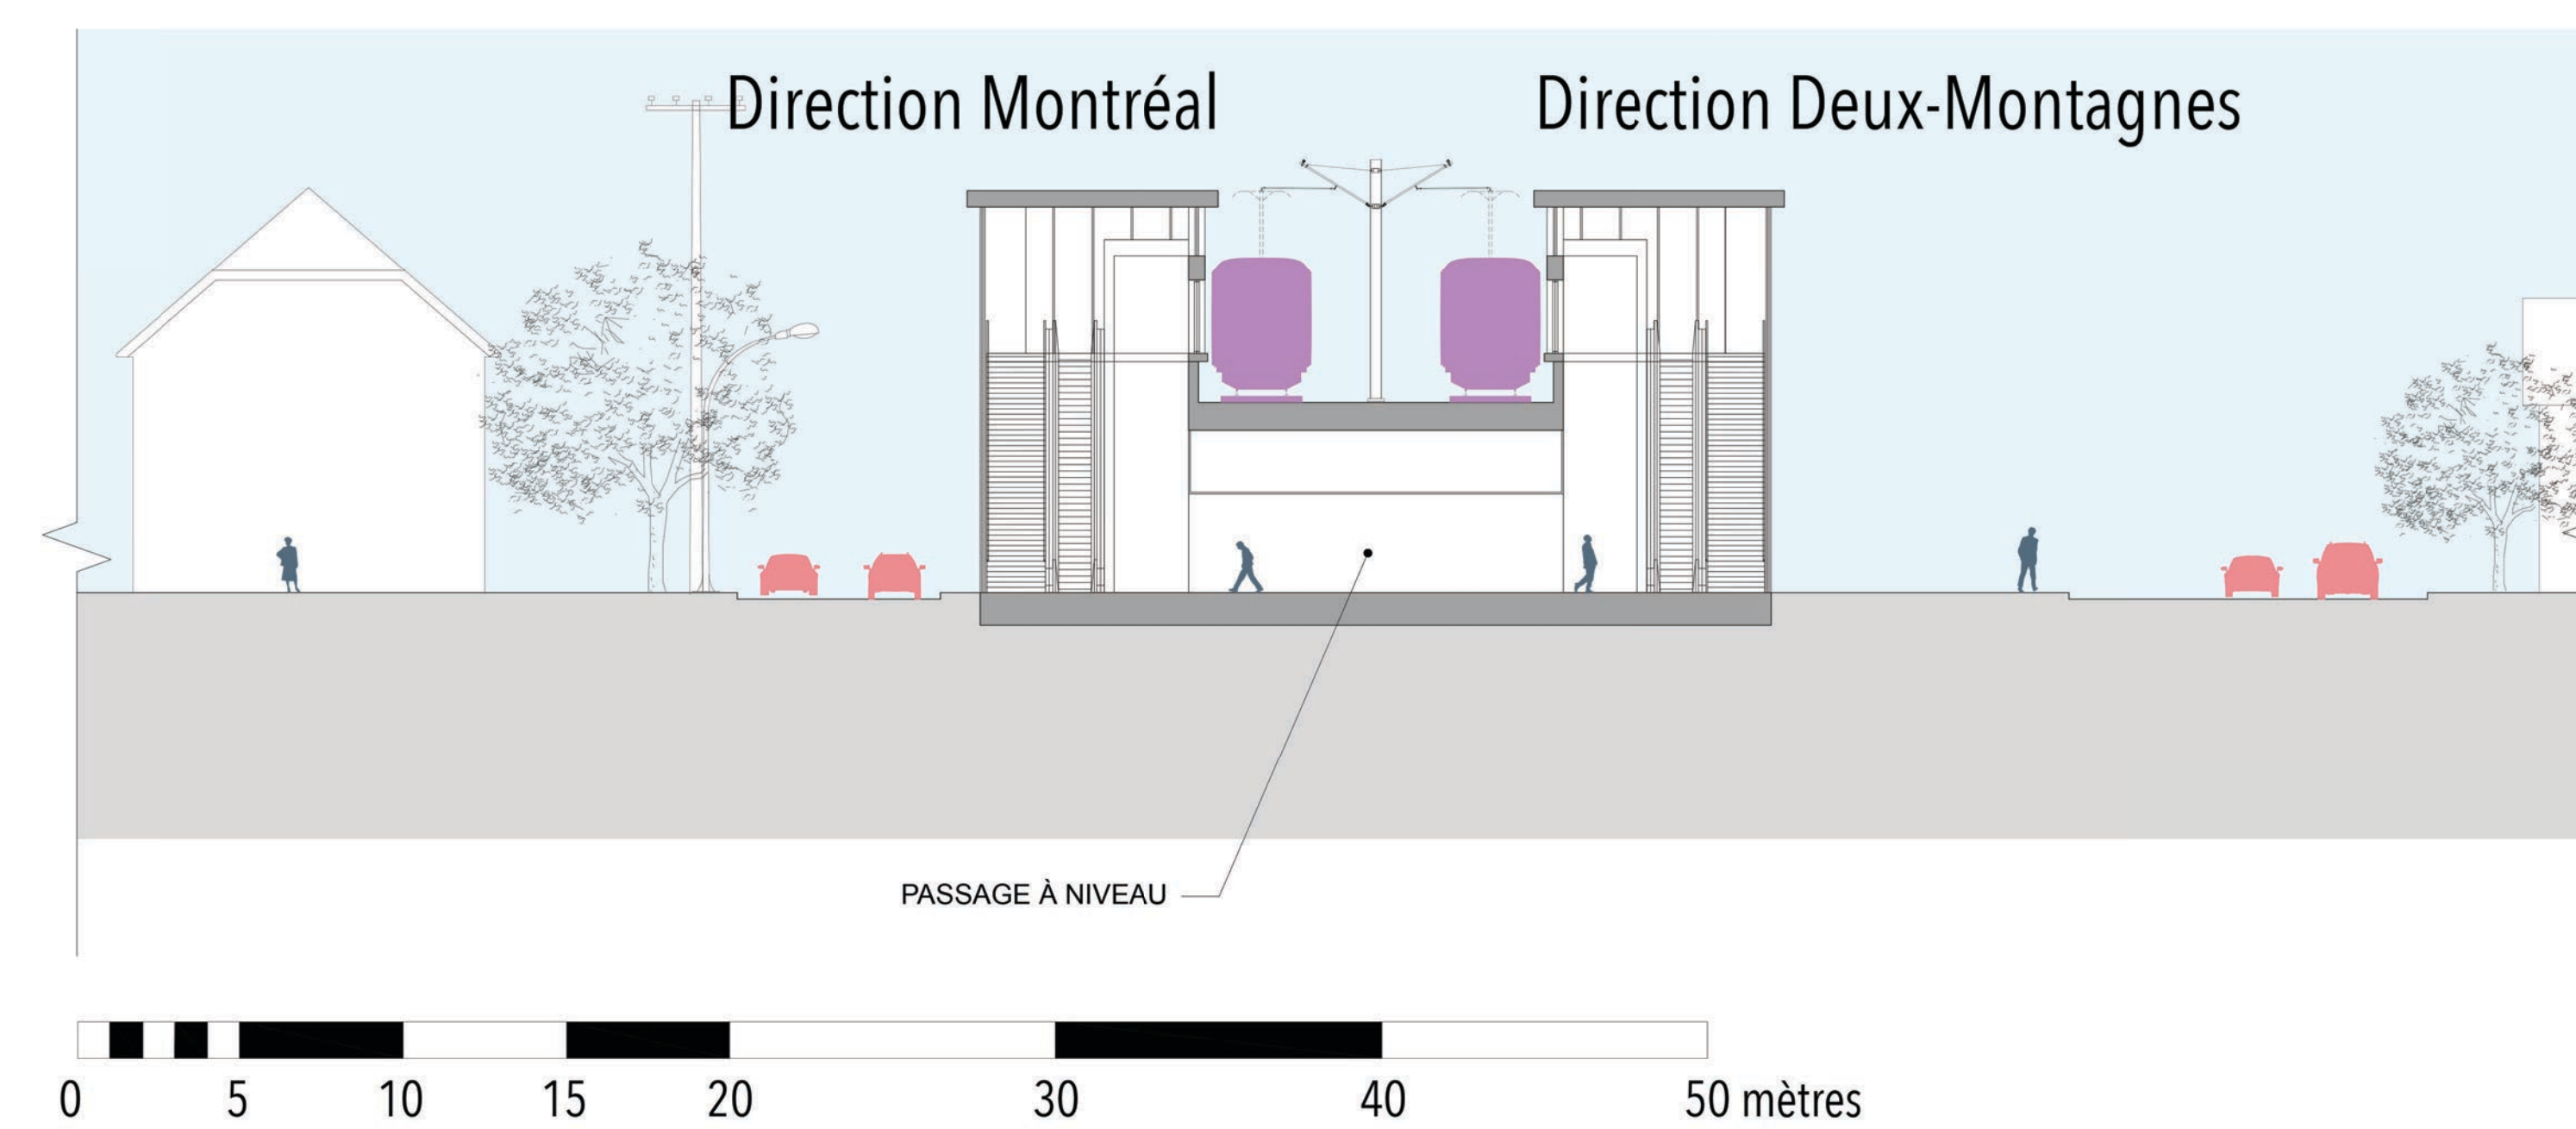 Direction Montréal
Direction Deux-Montagnes
PASSAGE À NIVEAU
0 5 10 15 20 30 40 50 mètres